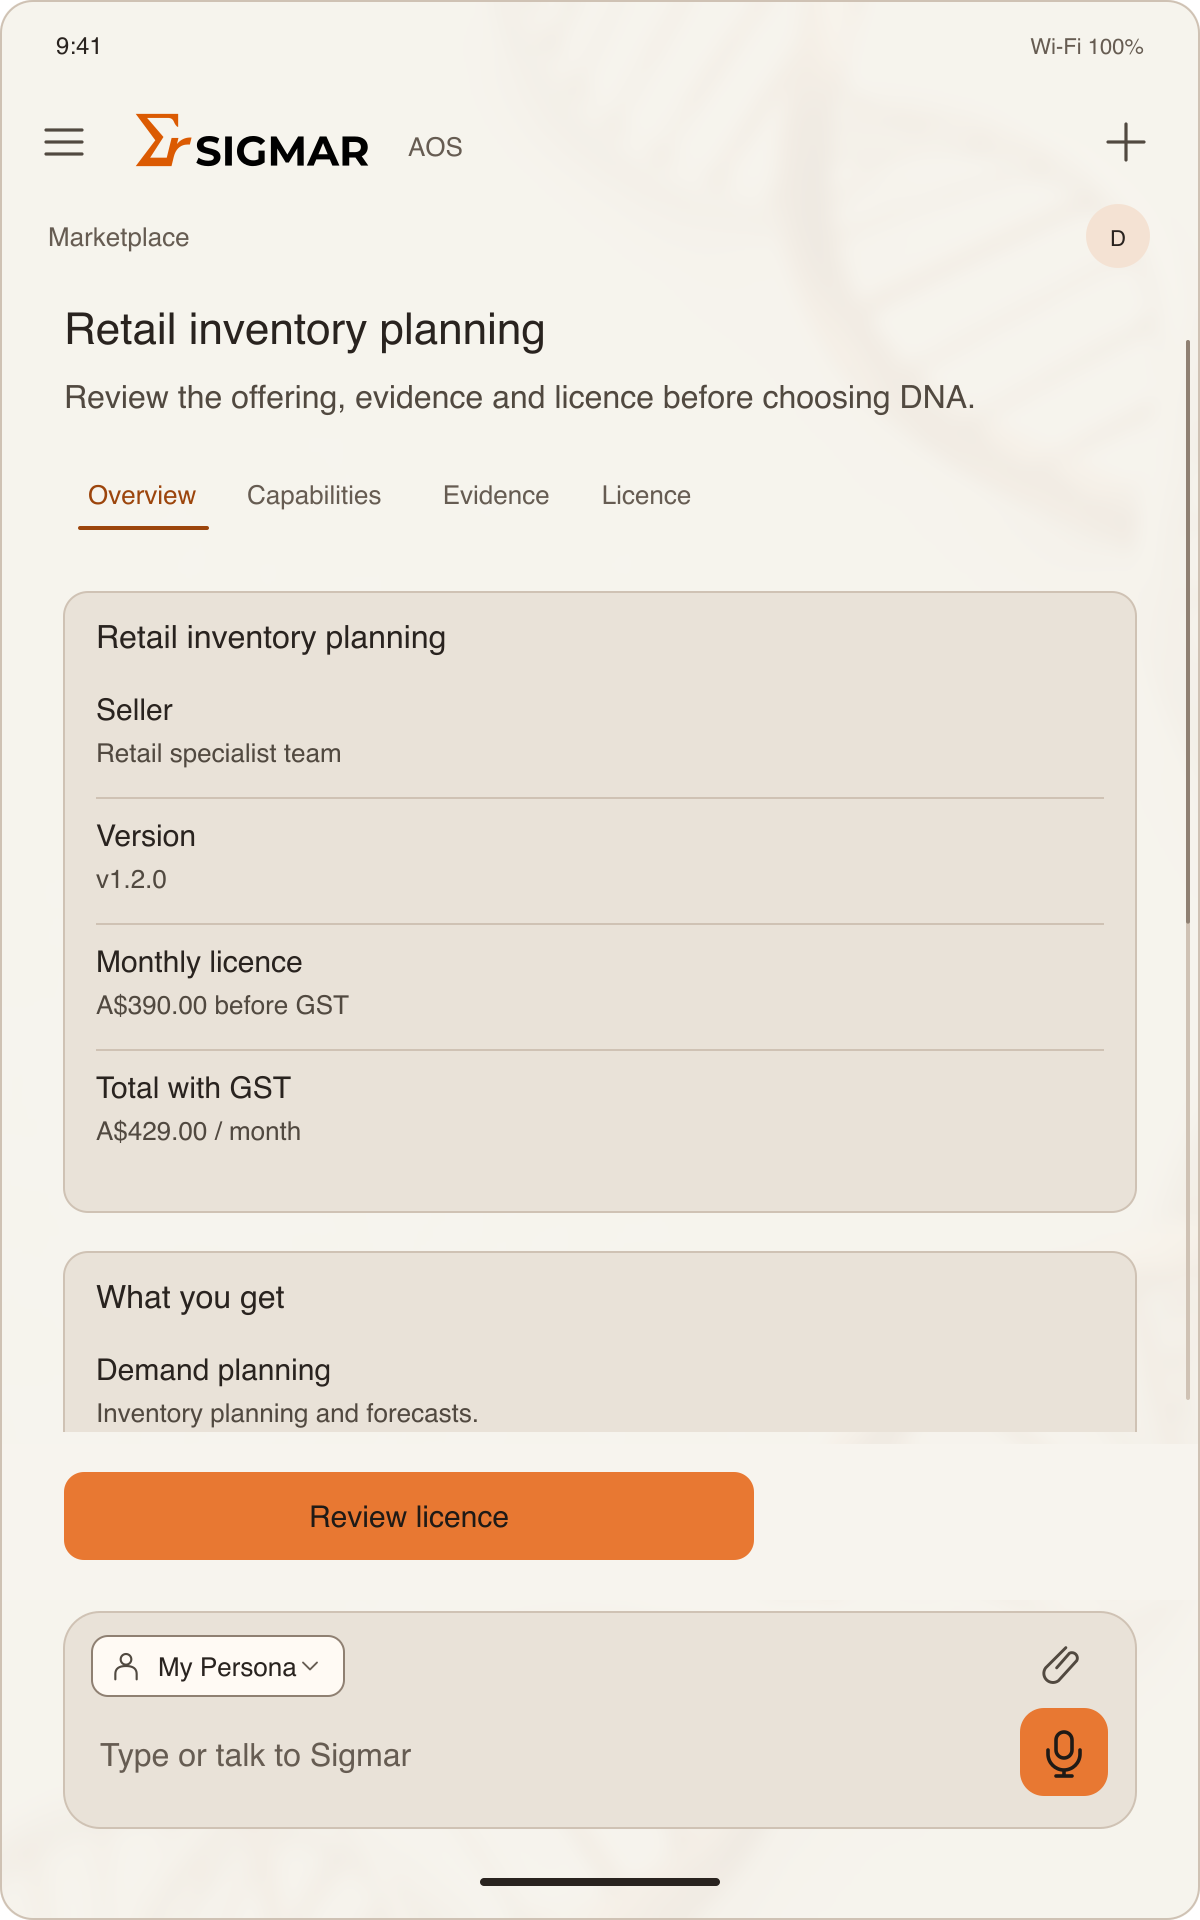 9:41
Wi-Fi 100%
Σr SIGMAR AOS
Marketplace
D
Retail inventory planning
Review the offering, evidence and licence before choosing DNA.
Overview Capabilities Evidence Licence
Retail inventory planning
Seller
Retail specialist team
Version
v1.2.0
Monthly licence
A$390.00 before GST
Total with GST
A$429.00 / month
What you get
Demand planning
Inventory planning and forecasts.
Review licence
My Persona
Type or talk to Sigmar